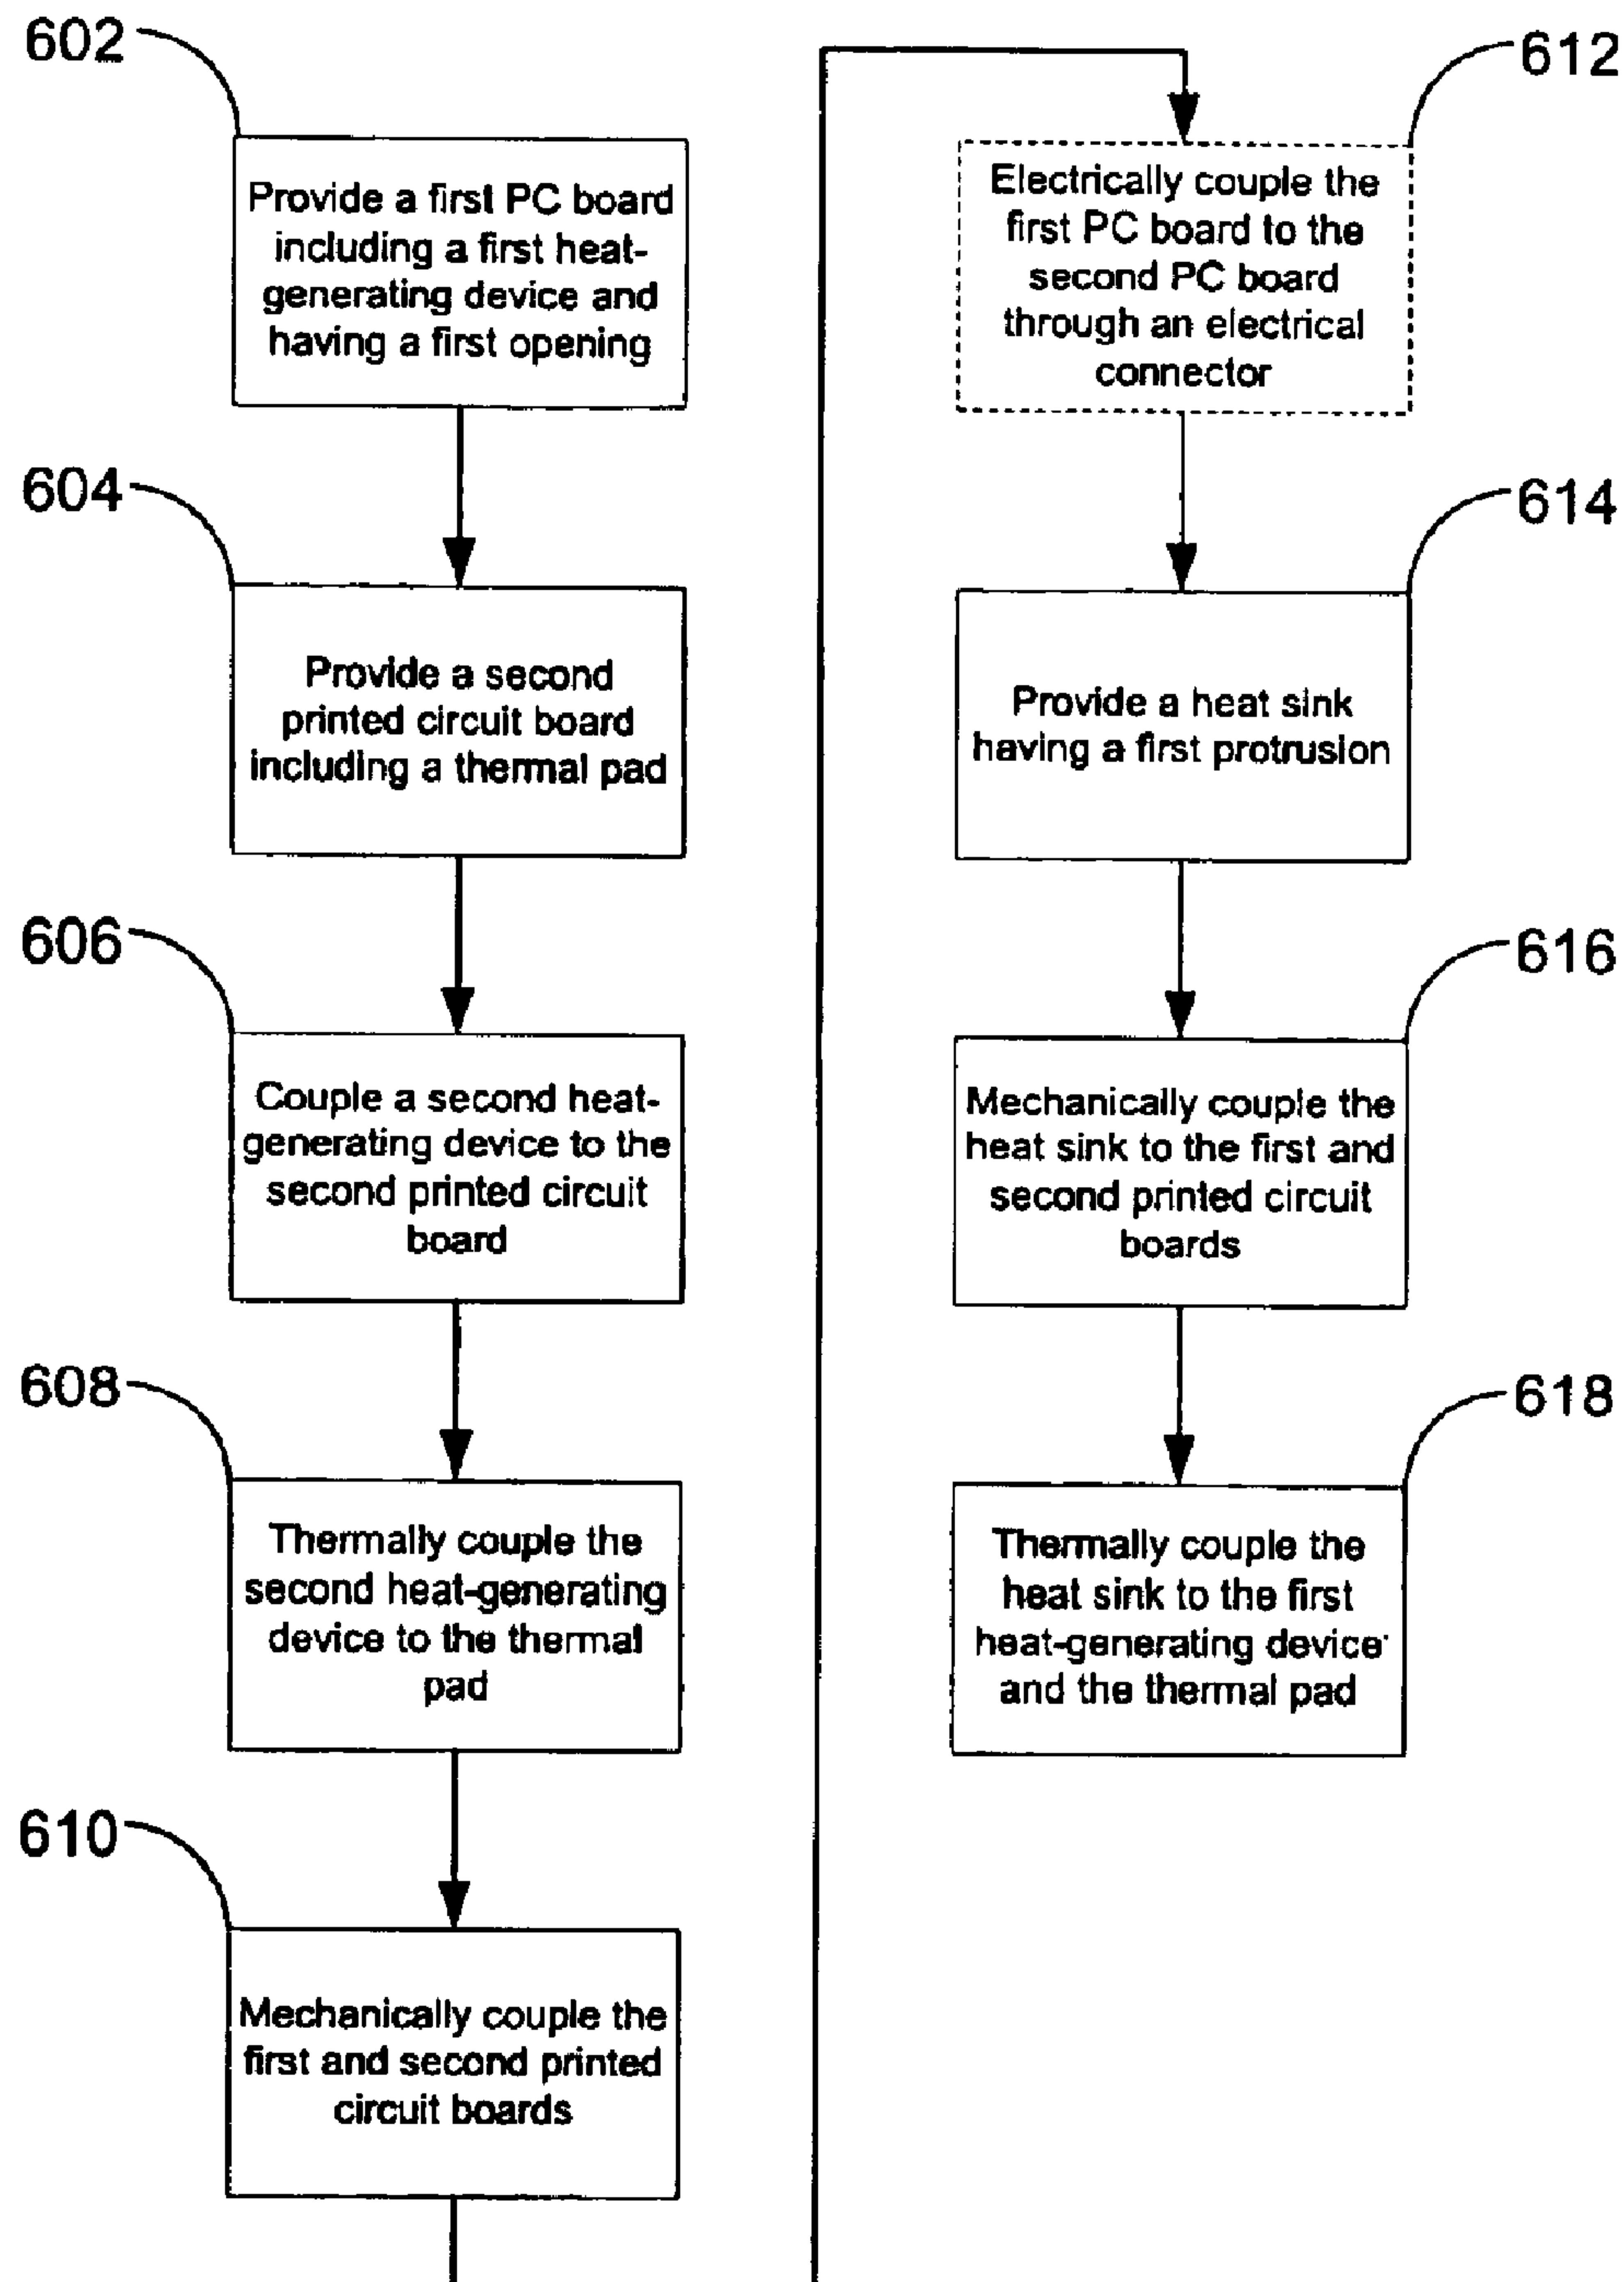 602
Provide a first PC board
including a first heat-
generating device and
having a first opening
604
Provide a second
printed circuit board
including a thermal pad
606
Couple a second heat-
generating device to the
second printed circuit
board
608
Thermally couple the
second heat-generating
device to the thermal
pad
610
Mechanically couple the
first and second printed
circuit boards
612
Electrically couple the
first PC board to the
second PC board
through an electrical
connector
614
Provide a heat sink
having a first protrusion
616
Mechanically couple the
heat sink to the first and
second printed circuit
boards
618
Thermally couple the
heat sink to the first
heat-generating device
and the thermal pad